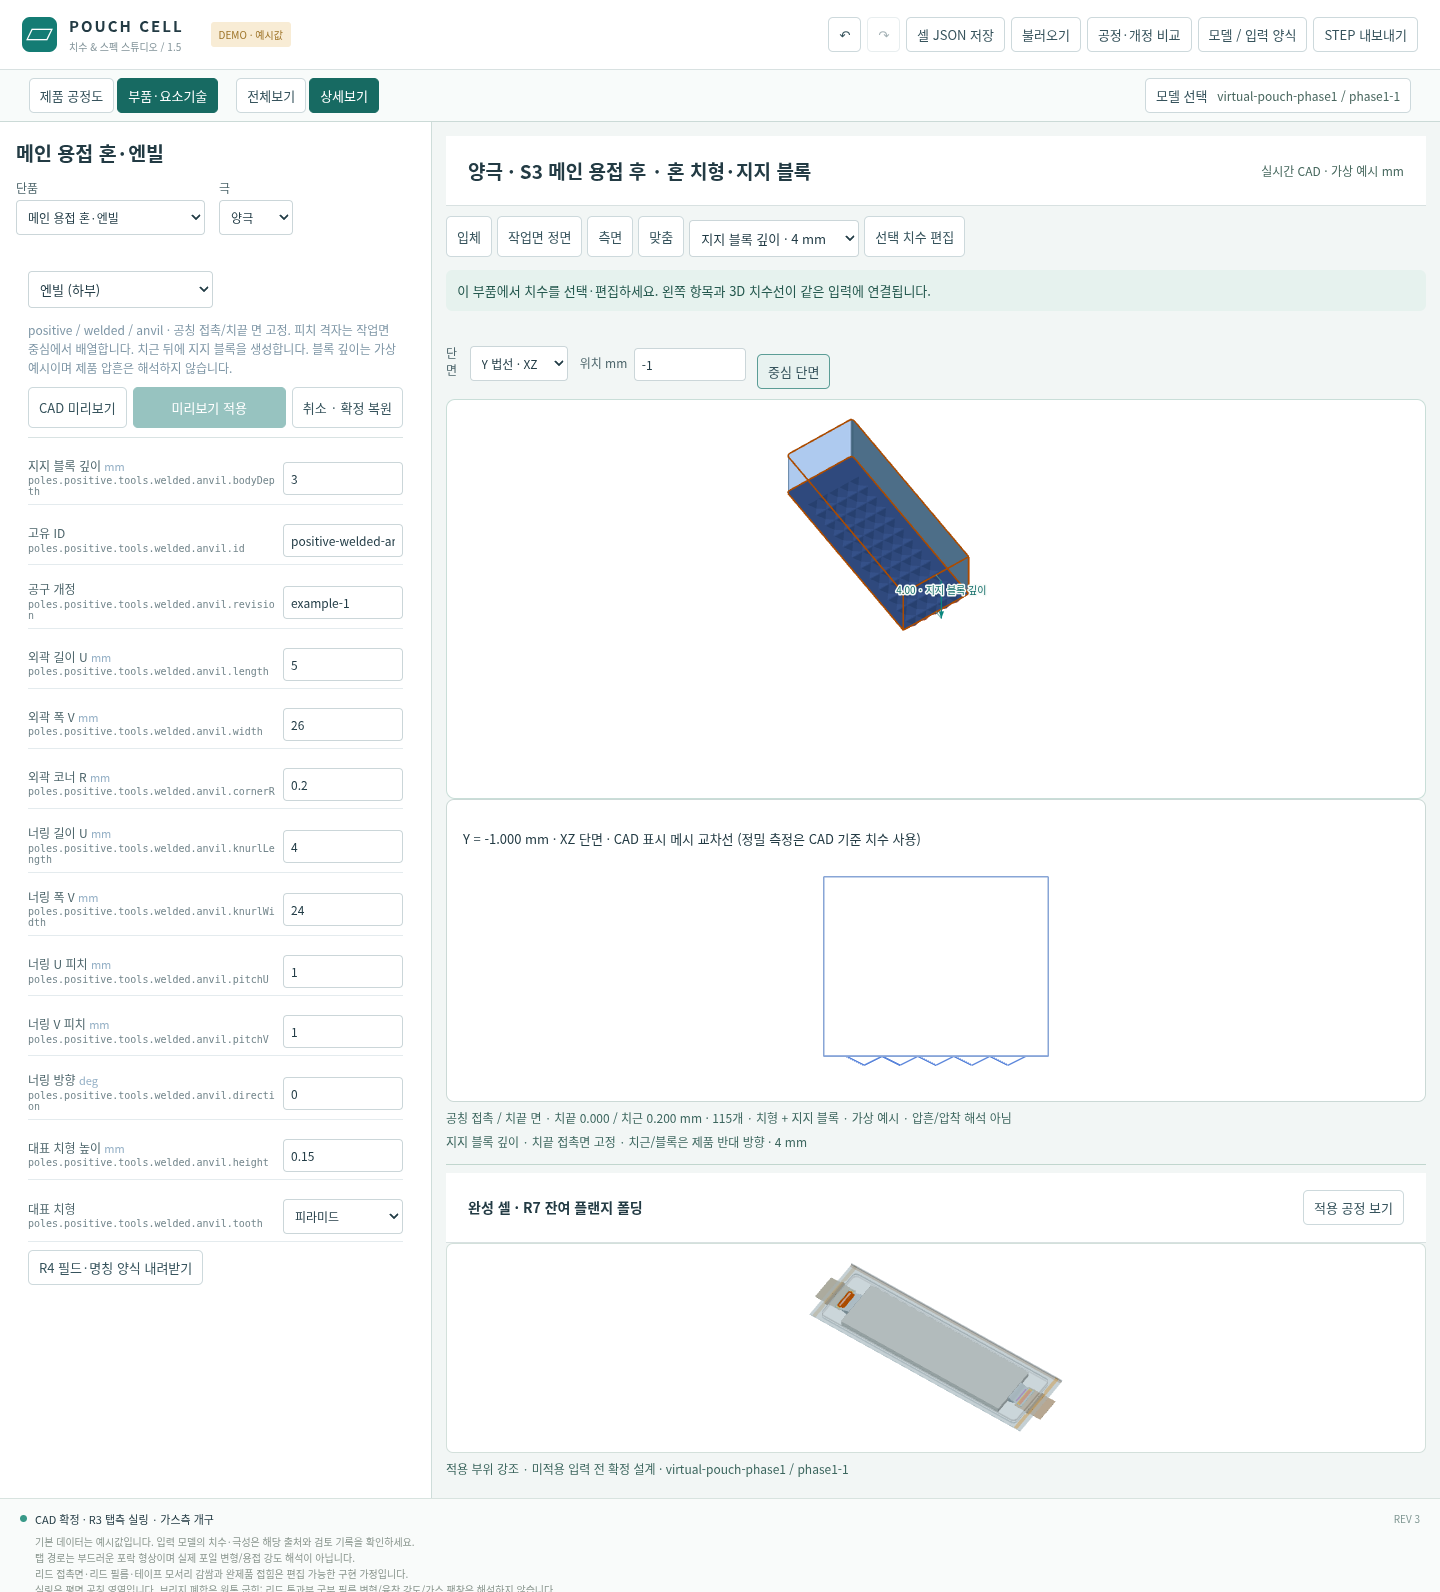 POUCH CELL
치수 & 스펙 스튜디오 / 1.5
DEMO · 예시값
↶
↷
셀 JSON 저장
불러오기
공정·개정 비교
모델 / 입력 양식
STEP 내보내기
제품 공정도
부품·요소기술
전체보기
상세보기
모델 선택 virtual-pouch-phase1 / phase1-1
메인 용접 혼·앤빌
단품
극
메인 용접 혼·앤빌
양극
엔빌 (하부)
positive / welded / anvil · 공칭 접촉/치끝 면 고정. 피치 격자는 작업면
중심에서 배열합니다. 치근 뒤에 지지 블록을 생성합니다. 블록 깊이는 가상
예시이며 제품 압흔은 해석하지 않습니다.
CAD 미리보기
미리보기 적용
취소 · 확정 복원
지지 블록 깊이 mm
poles.positive.tools.welded.anvil.bodyDep
th
3
고유 ID
poles.positive.tools.welded.anvil.id
positive-welded-an
공구 개정
poles.positive.tools.welded.anvil.revisio
n
example-1
외곽 길이 U mm
poles.positive.tools.welded.anvil.length
5
외곽 폭 V mm
poles.positive.tools.welded.anvil.width
26
외곽 코너 R mm
poles.positive.tools.welded.anvil.cornerR
0.2
너링 길이 U mm
poles.positive.tools.welded.anvil.knurlLe
ngth
4
너링 폭 V mm
poles.positive.tools.welded.anvil.knurlWi
dth
24
너링 U 피치 mm
poles.positive.tools.welded.anvil.pitchU
1
너링 V 피치 mm
poles.positive.tools.welded.anvil.pitchV
1
너링 방향 deg
poles.positive.tools.welded.anvil.directi
on
0
대표 치형 높이 mm
poles.positive.tools.welded.anvil.height
0.15
대표 치형
poles.positive.tools.welded.anvil.tooth
피라미드
R4 필드·명칭 양식 내려받기
양극 · S3 메인 용접 후 · 혼 치형·지지 블록
실시간 CAD · 가상 예시 mm
입체
작업면 정면
측면
맞춤
지지 블록 깊이 · 4 mm
선택 치수 편집
이 부품에서 치수를 선택·편집하세요. 왼쪽 항목과 3D 치수선이 같은 입력에 연결됩니다.
단
면
Y 법선 · XZ
위치 mm
-1
중심 단면
4.00 · 지지 블록 깊이
Y = -1.000 mm · XZ 단면 · CAD 표시 메시 교차선 (정밀 측정은 CAD 기준 치수 사용)
공칭 접촉 / 치끝 면 · 치끝 0.000 / 치근 0.200 mm · 115개 · 치형 + 지지 블록 · 가상 예시 · 압흔/압착 해석 아님
지지 블록 깊이 · 치끝 접촉면 고정 · 치근/블록은 제품 반대 방향 · 4 mm
완성 셀 · R7 잔여 플랜지 폴딩
적용 공정 보기
적용 부위 강조 · 미적용 입력 전 확정 설계 · virtual-pouch-phase1 / phase1-1
CAD 확정 · R3 탭측 실링 · 가스측 개구
REV 3
기본 데이터는 예시값입니다. 입력 모델의 치수·극성은 해당 출처와 검토 기록을 확인하세요.
탭 경로는 부드러운 포락 형상이며 실제 포일 변형/용접 강도 해석이 아닙니다.
리드 접촉면·리드 필름·테이프 모서리 감쌈과 완제품 접힘은 편집 가능한 구현 가정입니다.